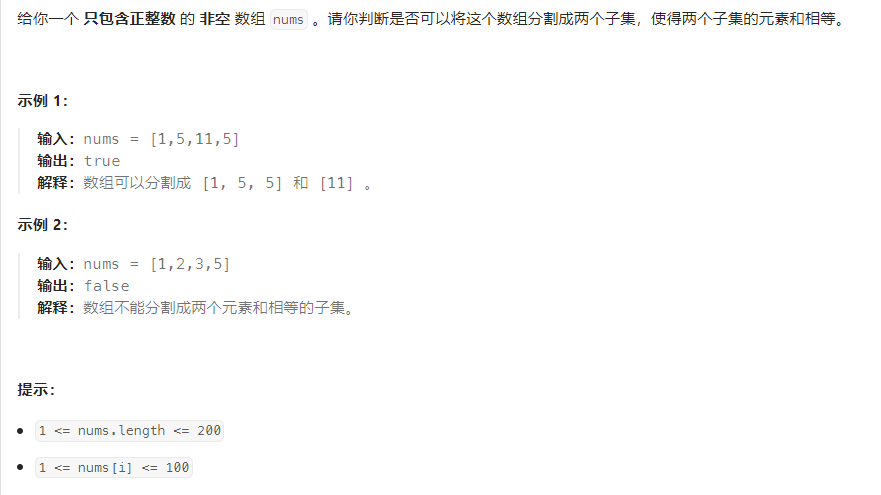 给你一个 只包含正整数 的 非空 数组 nums 。请你判断是否可以将这个数组分割成两个子集，使得两个子集的元素和相等。
示例 1：
输入：nums = [1,5,11,5]
输出：true
解释：数组可以分割成 [1, 5, 5] 和 [11] 。
示例 2：
输入：nums = [1,2,3,5]
输出：false
解释：数组不能分割成两个元素和相等的子集。
提示：
• 1 <= nums.length <= 200
• 1 <= nums[i] <= 100